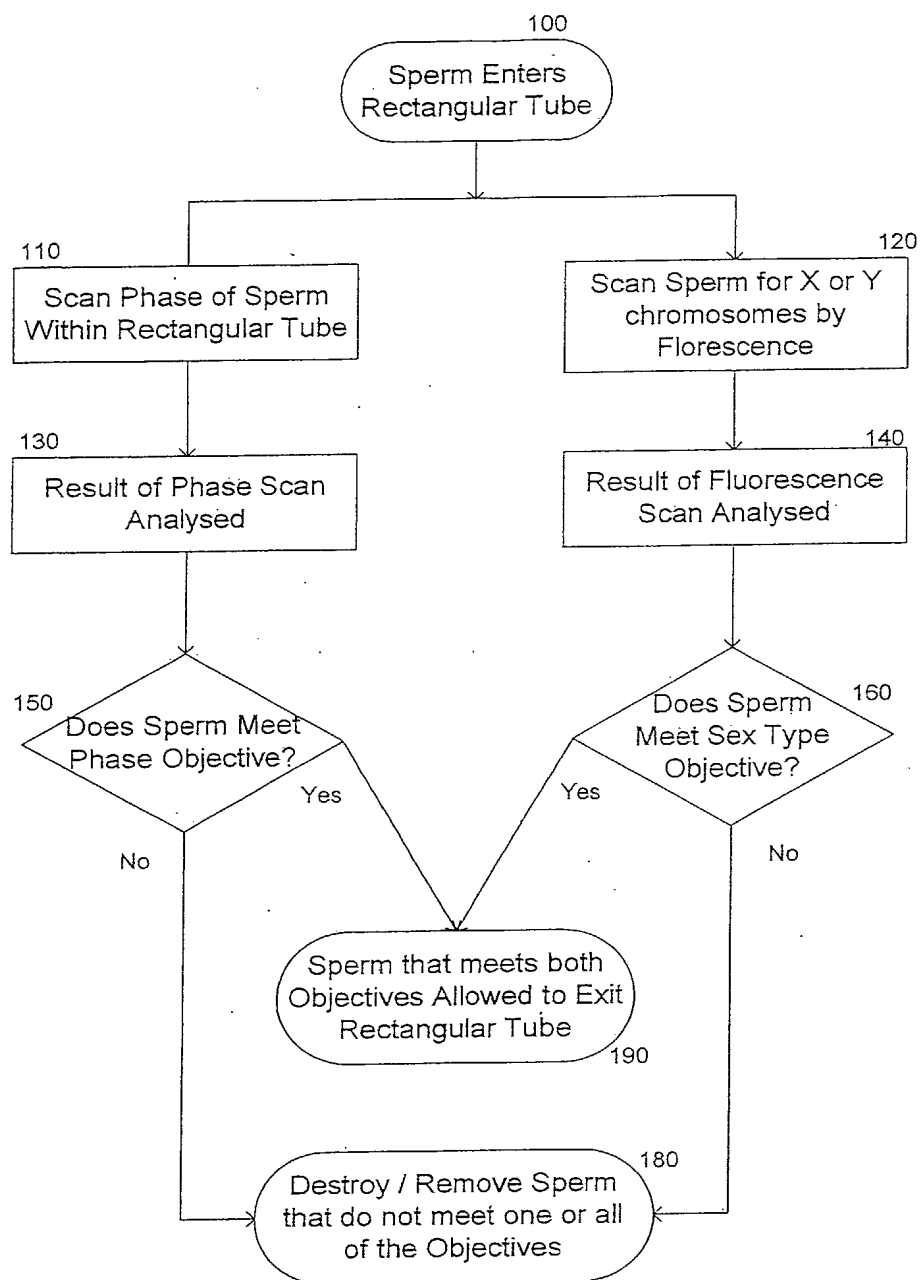 100
Sperm Enters
Rectangular Tube
110
Scan Phase of Sperm
Within Rectangular Tube
120
Scan Sperm for X or Y
chromosomes by
Florescence
130
Result of Phase Scan
Analysed
140
Result of Fluorescence
Scan Analysed
150
Does Sperm Meet
Phase Objective?
Yes
No
160
Does Sperm
Meet Sex Type
Objective?
Yes
No
Sperm that meets both
Objectives Allowed to Exit
Rectangular Tube
190
180
Destroy / Remove Sperm
that do not meet one or all
of the Objectives